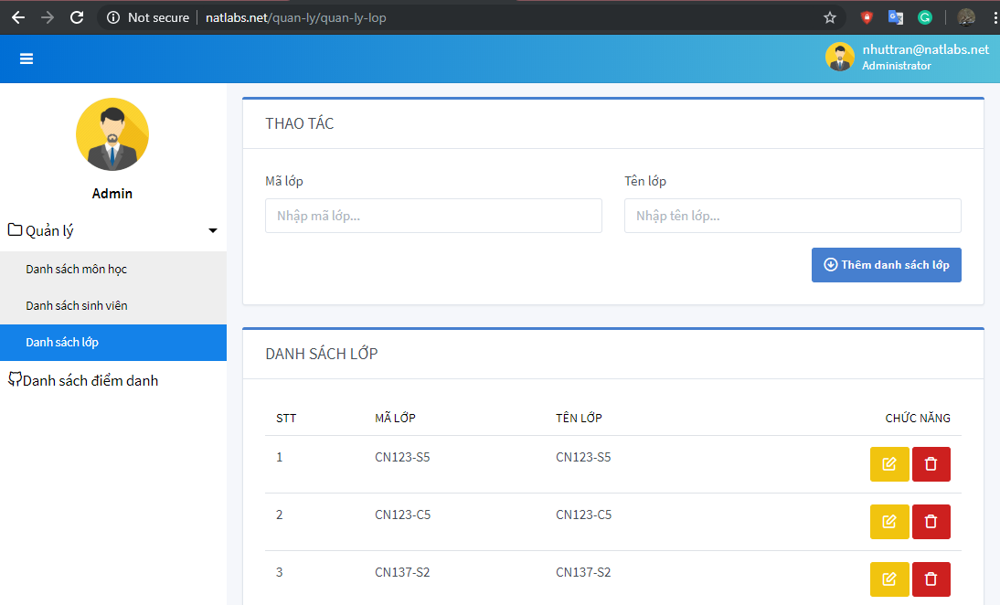 Not secure natlabs.net/quan-ly/quan-ly-lop
nhuttran@natlabs.net
Administrator
Admin
Quản lý
Danh sách môn học
Danh sách sinh viên
Danh sách lớp
Danh sách điểm danh
THAO TÁC
Mã lớp Tên lớp
Nhập mã lớp... Nhập tên lớp...
Thêm danh sách lớp
DANH SÁCH LỚP
STT MÃ LỚP TÊN LỚP CHỨC NĂNG
1 CN123-S5 CN123-S5
2 CN123-C5 CN123-C5
3 CN137-S2 CN137-S2